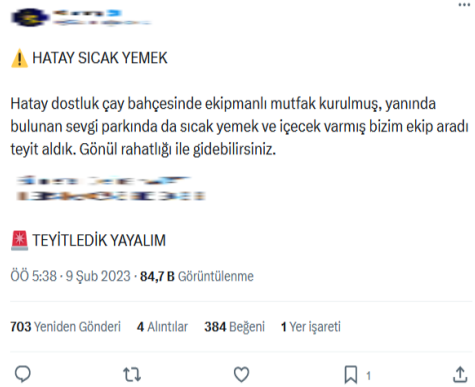 HATAY SICAK YEMEK
Hatay dostluk çay bahçesinde ekipmanlı mutfak kurulmuş, yanında
bulunan sevgi parkında da sıcak yemek ve içecek varmış bizim ekip aradı
teyit aldık. Gönül rahatlığı ile gidebilirsiniz.
TEYİTLEDİK YAYALIM
ÖÖ 5:38 · 9 Şub 2023 · 84,7 B Görüntülenme
703 Yeniden Gönderi 4 Alıntılar 384 Beğeni 1 Yer işareti
1